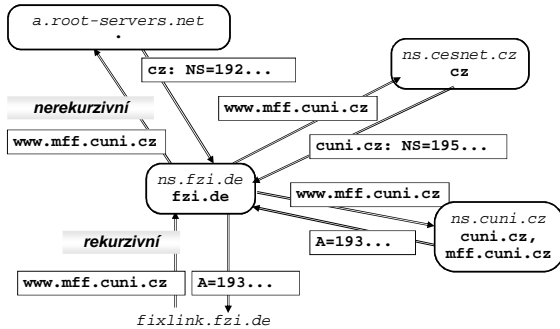 a.root-servers.net
.
cz: NS=192...
ns.cesnet.cz
cz
nerekurzivní
www.mff.cuni.cz
www.mff.cuni.cz
cuni.cz: NS=195...
ns.fzi.de
fzi.de
www.mff.cuni.cz
ns.cuni.cz
cuni.cz,
mff.cuni.cz
A=193...
rekurzivní
www.mff.cuni.cz
A=193...
fixlink.fzi.de